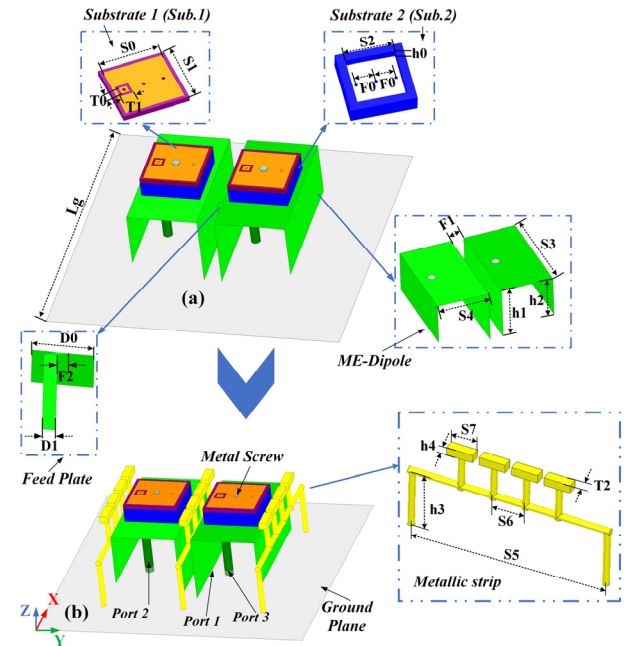 Substrate 1 (Sub.1)
Substrate 2 (Sub.2)
S0
S1
T0
T1
S2
h0
F0
F0
Lg
(a)
F1
S3
S4
h1
h2
ME-Dipole
D0
F2
D1
Feed Plate
Metal Screw
S7
h4
T2
h3
S6
S5
Metallic strip
Z
X
Y
(b)
Port 2
Port 1
Port 3
Ground
Plane